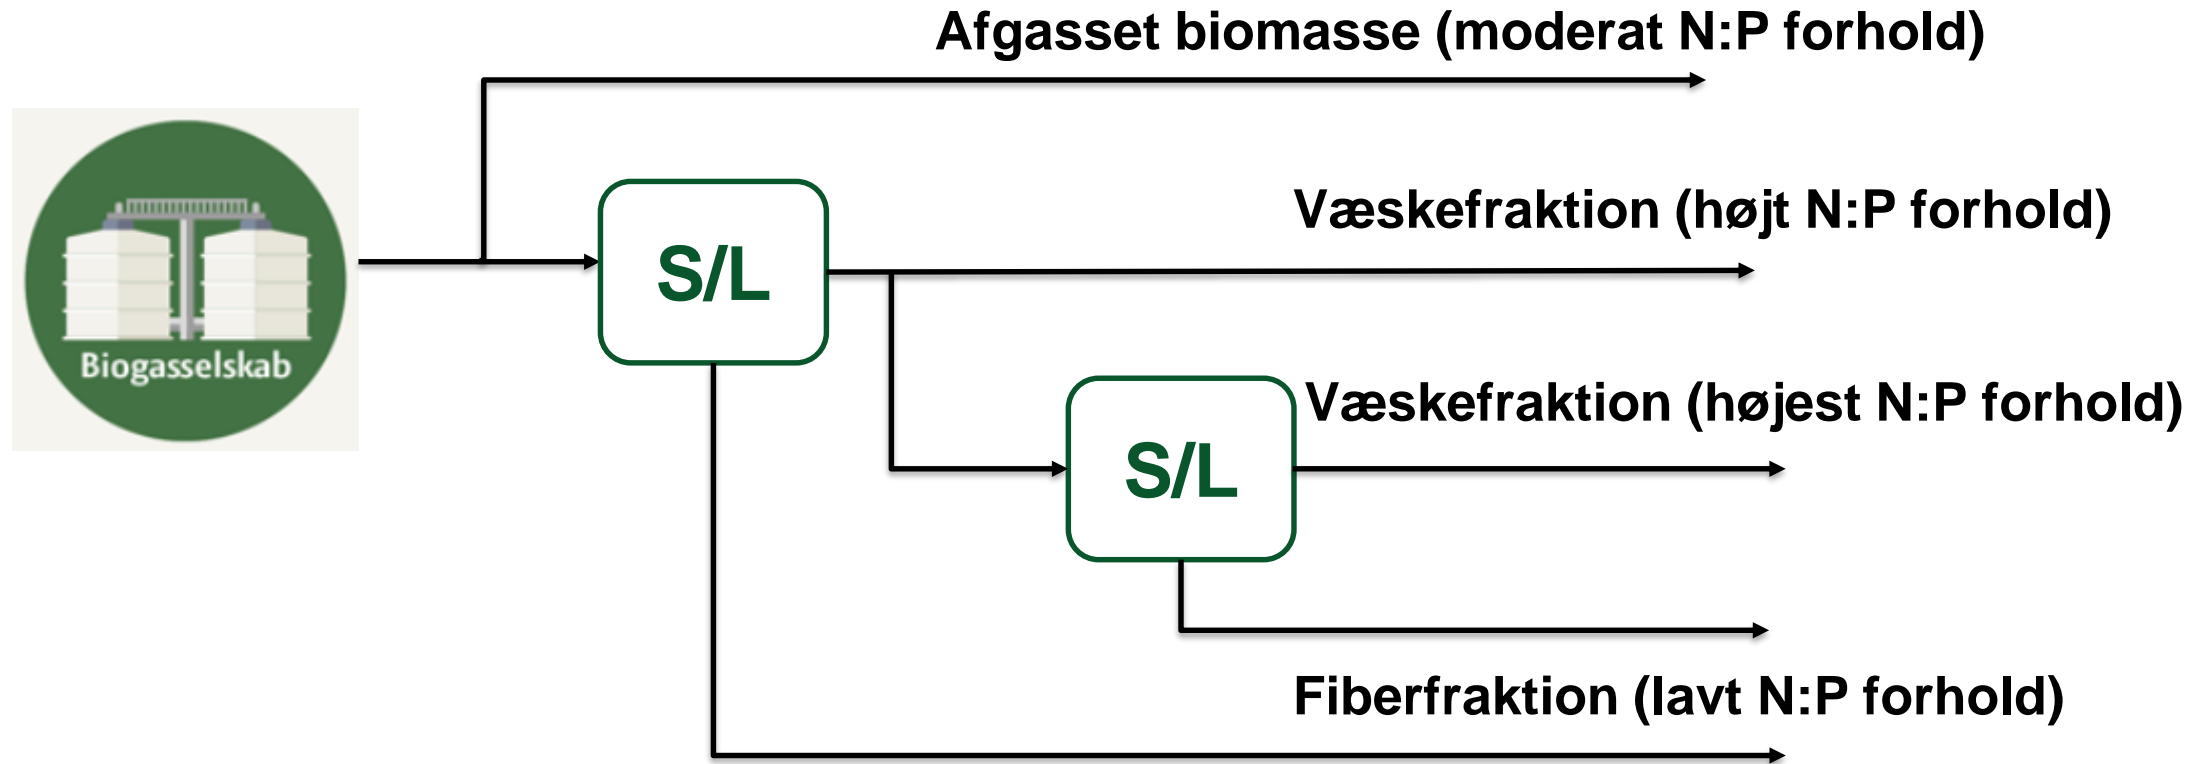 Afgasset biomasse (moderat N:P forhold)
Væskefraktion (højt N:P forhold)
S/L
Biogasselskab
Væskefraktion (højest N:P forhold)
S/L
Fiberfraktion (lavt N:P forhold)